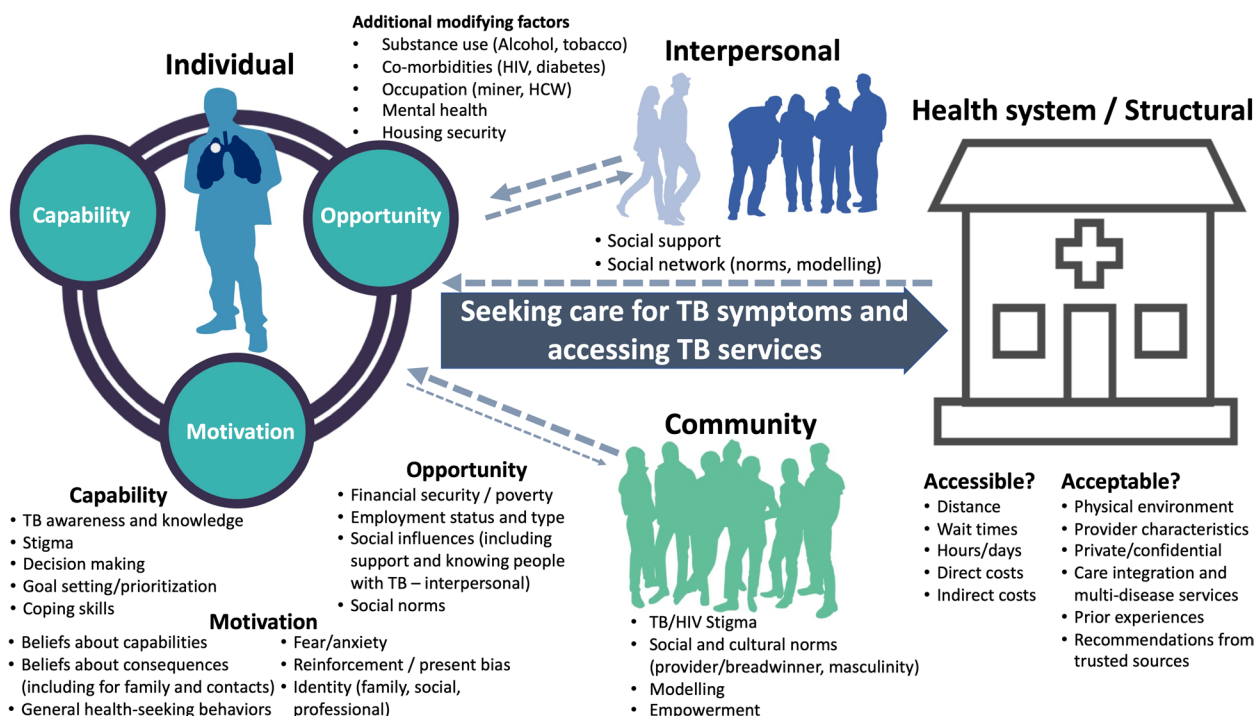 Additional modifying factors
• Substance use (Alcohol, tobacco)
• Co-morbidities (HIV, diabetes)
• Occupation (miner, HCW)
• Mental health
• Housing security
Individual
Capability
Opportunity
Motivation
Interpersonal
• Social support
• Social network (norms, modelling)
Health system / Structural
Seeking care for TB symptoms and
accessing TB services
Capability
• TB awareness and knowledge
• Stigma
• Decision making
• Goal setting/prioritization
• Coping skills
Opportunity
• Financial security / poverty
• Employment status and type
• Social influences (including
support and knowing people
with TB – interpersonal)
• Social norms
Motivation
• Beliefs about capabilities
• Beliefs about consequences
(including for family and contacts)
• General health-seeking behaviors
• Fear/anxiety
• Reinforcement / present bias
• Identity (family, social,
professional)
Community
• TB/HIV Stigma
• Social and cultural norms
(provider/breadwinner, masculinity)
• Modelling
• Empowerment
Accessible?
• Distance
• Wait times
• Hours/days
• Direct costs
• Indirect costs
Acceptable?
• Physical environment
• Provider characteristics
• Private/confidential
• Care integration and
multi-disease services
• Prior experiences
• Recommendations from
trusted sources